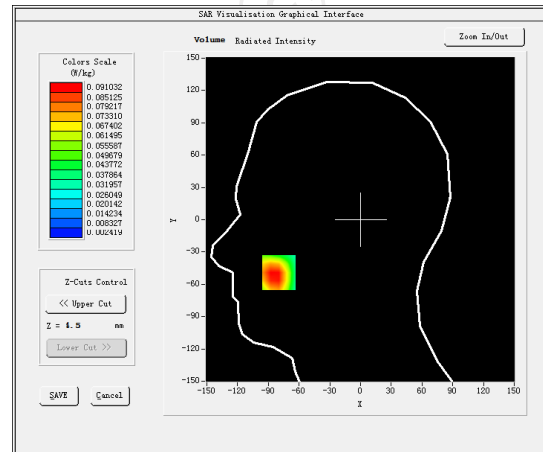 SAR Visualisation Graphical Interface
Volume Radiated Intensity
Zoom In/Out
Colors Scale
(W/kg)
0.091032
0.085125
0.079217
0.073310
0.067402
0.061495
0.055587
0.049679
0.043772
0.037864
0.031957
0.026049
0.020142
0.014234
0.008327
0.002419
Z-Cuts Control
<< Upper Cut
Z = 4.5 mm
Lower Cut >>
SAVE Cancel
150
120
90
60
30
0
-30
-60
-90
-120
-150
Y
-150 -120 -90 -60 -30 0 30 60 90 120 150
X